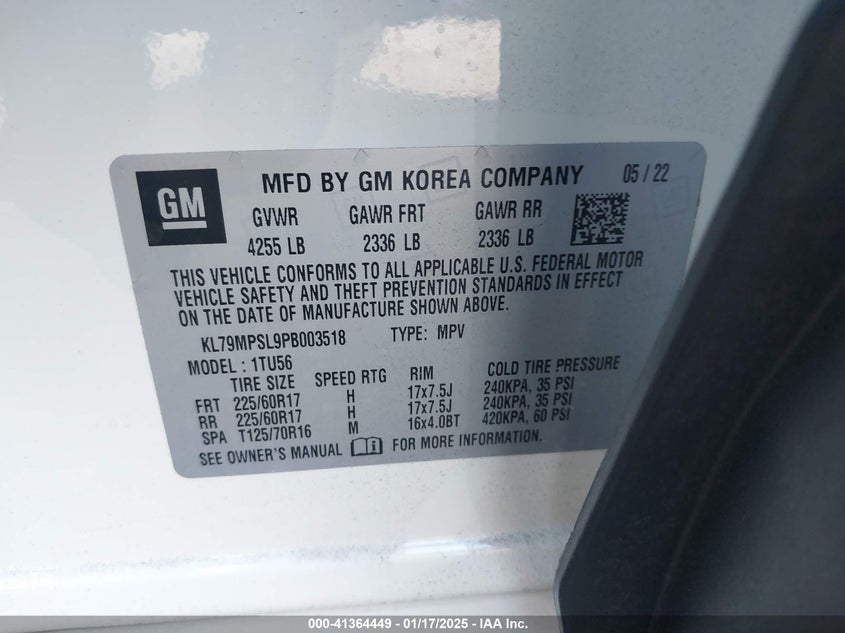 GM
MFD BY GM KOREA COMPANY 05 / 22
GVWR GAWR FRT GAWR RR
4255 LB 2336 LB 2336 LB
THIS VEHICLE CONFORMS TO ALL APPLICABLE U.S. FEDERAL MOTOR
VEHICLE SAFETY AND THEFT PREVENTION STANDARDS IN EFFECT
ON THE DATE OF MANUFACTURE SHOWN ABOVE.
KL79MPSL9PB003518 TYPE: MPV
MODEL: 1TU56
TIRE SIZE SPEED RTG RIM COLD TIRE PRESSURE
FRT 225/60R17 H 17x7.5J 240KPA, 35 PSI
RR 225/60R17 H 17x7.5J 240KPA, 35 PSI
SPA T125/70R16 M 16x4.0BT 420KPA, 60 PSI
SEE OWNER'S MANUAL FOR MORE INFORMATION.
000-41364449 - 01/17/2025 - IAA Inc.